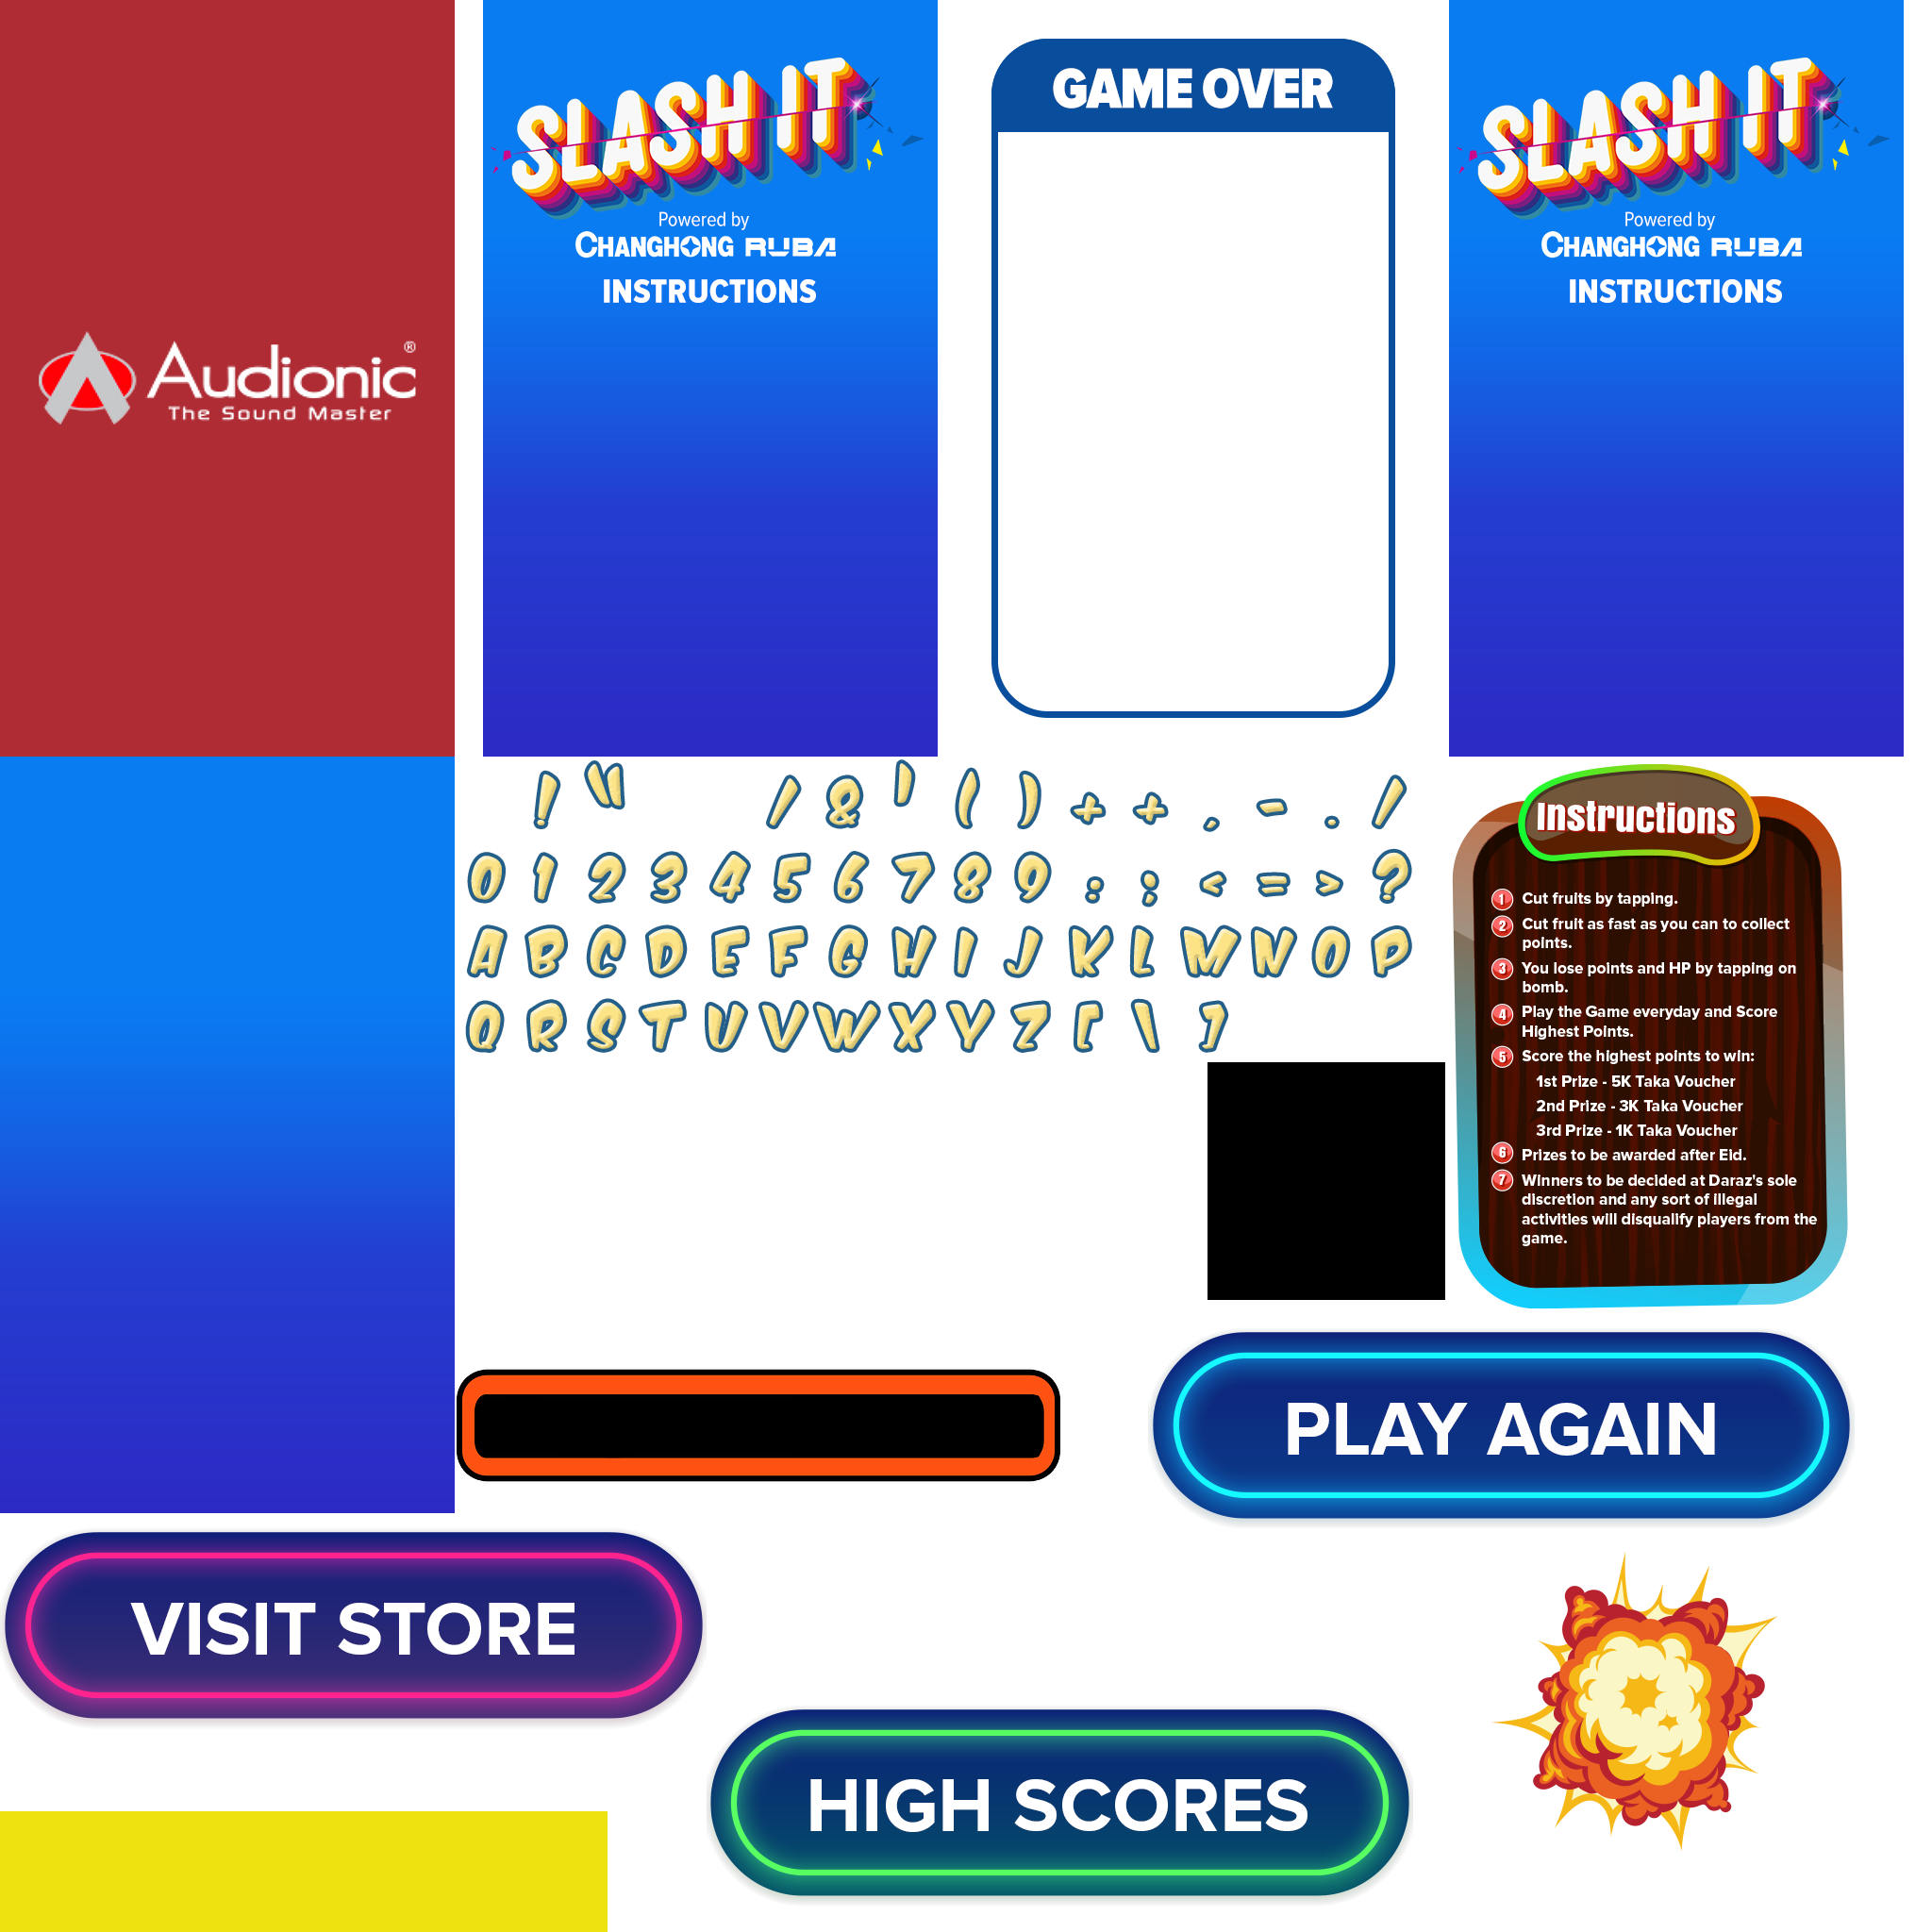 SLASH IT
Powered by
CHANGHONG RUBA
INSTRUCTIONS
GAME OVER
SLASH IT
Powered by
CHANGHONG RUBA
INSTRUCTIONS
Audionic®
The Sound Master
! " / & ' ( ) + + , - . /
0 1 2 3 4 5 6 7 8 9 : ; < = > ?
A B C D E F G H I J K L M N O P
Q R S T U V W X Y Z [ \ ]
Instructions
1 Cut fruits by tapping.
2 Cut fruit as fast as you can to collect
points.
3 You lose points and HP by tapping on
bomb.
4 Play the Game everyday and Score
Highest Points.
5 Score the highest points to win:
1st Prize - 5K Taka Voucher
2nd Prize - 3K Taka Voucher
3rd Prize - 1K Taka Voucher
6 Prizes to be awarded after Eid.
7 Winners to be decided at Daraz's sole
discretion and any sort of illegal
activities will disqualify players from the
game.
PLAY AGAIN
VISIT STORE
HIGH SCORES